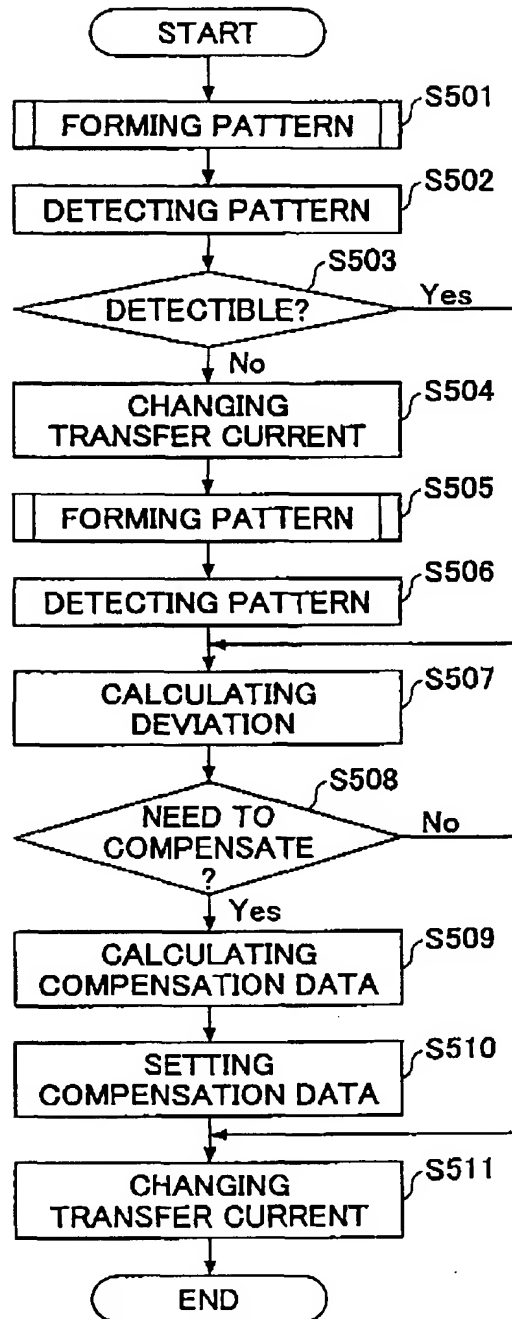 START
FORMING PATTERN
S501
DETECTING PATTERN
S502
S503
DETECTIBLE?
Yes
No
CHANGING
TRANSFER CURRENT
S504
FORMING PATTERN
S505
DETECTING PATTERN
S506
CALCULATING
DEVIATION
S507
S508
NEED TO
COMPENSATE
?
No
Yes
CALCULATING
COMPENSATION DATA
S509
SETTING
COMPENSATION DATA
S510
CHANGING
TRANSFER CURRENT
S511
END